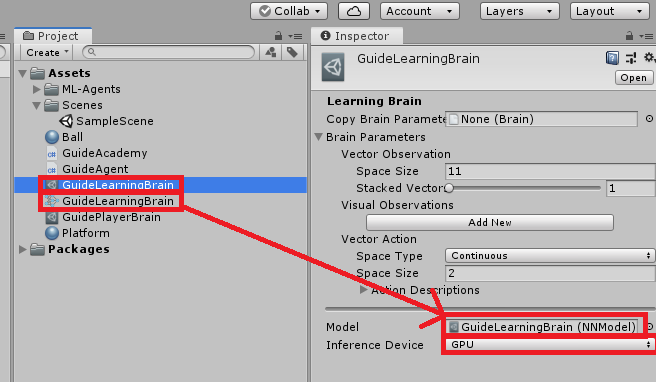 Collab
Account
Layers
Layout
Project
Create
Assets
ML-Agents
Scenes
SampleScene
Ball
GuideAcademy
GuideAgent
GuideLearningBrain
GuideLearningBrain
GuidePlayerBrain
Platform
Packages
Inspector
GuideLearningBrain
Open
Learning Brain
Copy Brain Paramete None (Brain)
Brain Parameters
Vector Observation
Space Size 11
Stacked Vector 1
Visual Observations
Add New
Vector Action
Space Type Continuous
Space Size 2
Action Descriptions
Model GuideLearningBrain (NNModel)
Inference Device GPU